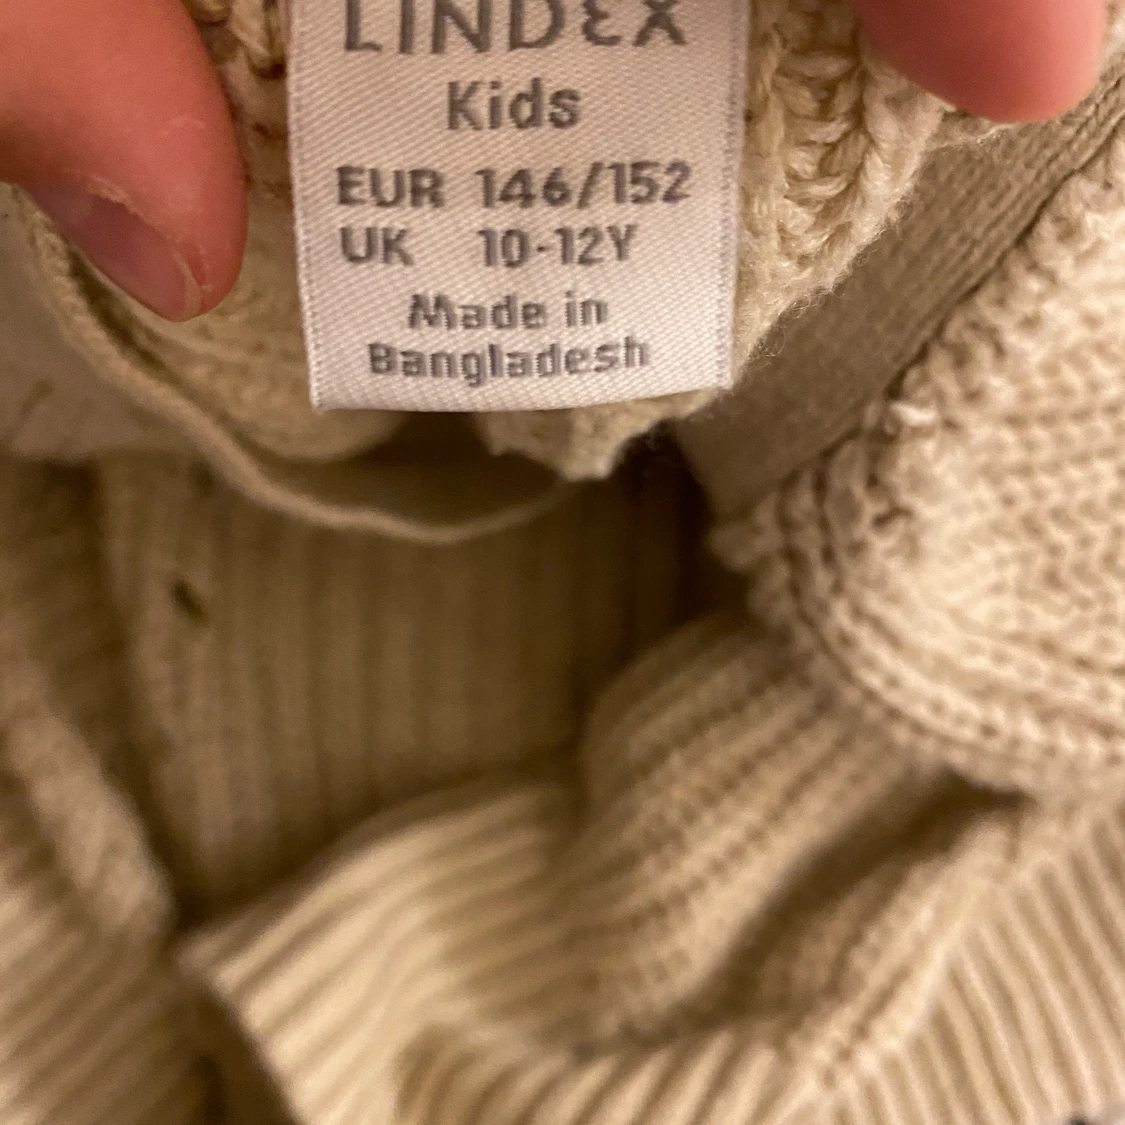 LINDEX
Kids
EUR 146/152
UK 10-12Y
Made in
Bangladesh